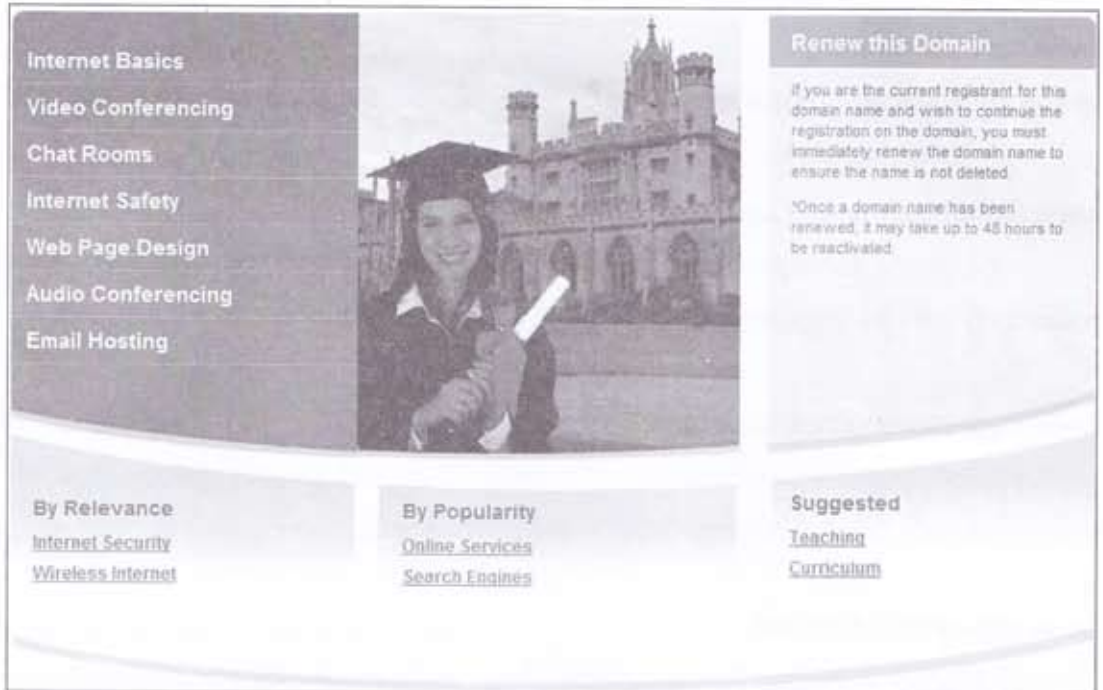 Internet Basics
Video Conferencing
Chat Rooms
Internet Safety
Web Page Design
Audio Conferencing
Email Hosting
Renew this Domain
If you are the current registrant for this
domain name and wish to continue the
registration on the domain, you must
immediately renew the domain name to
ensure the name is not deleted.
*Once a domain name has been
renewed, it may take up to 48 hours to
be reactivated.
By Relevance
Internet Security
Wireless Internet
By Popularity
Online Services
Search Engines
Suggested
Teaching
Curriculum